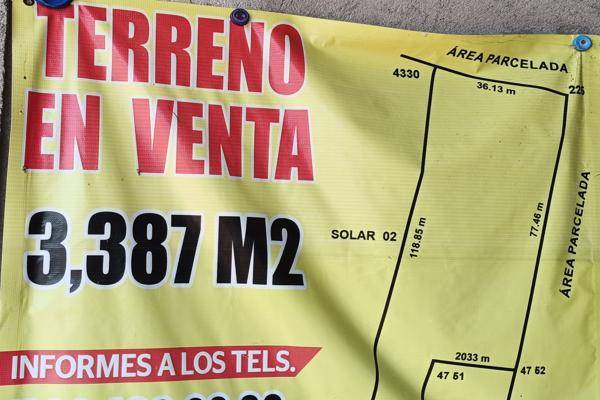 TERRENO
EN VENTA
3,387 M2
INFORMES A LOS TELS.
ÁREA PARCELADA
4330
36.13 m
225
SOLAR 02
118.85 m
77.46 m
ÁREA PARCELADA
2033 m
47 51
47 52